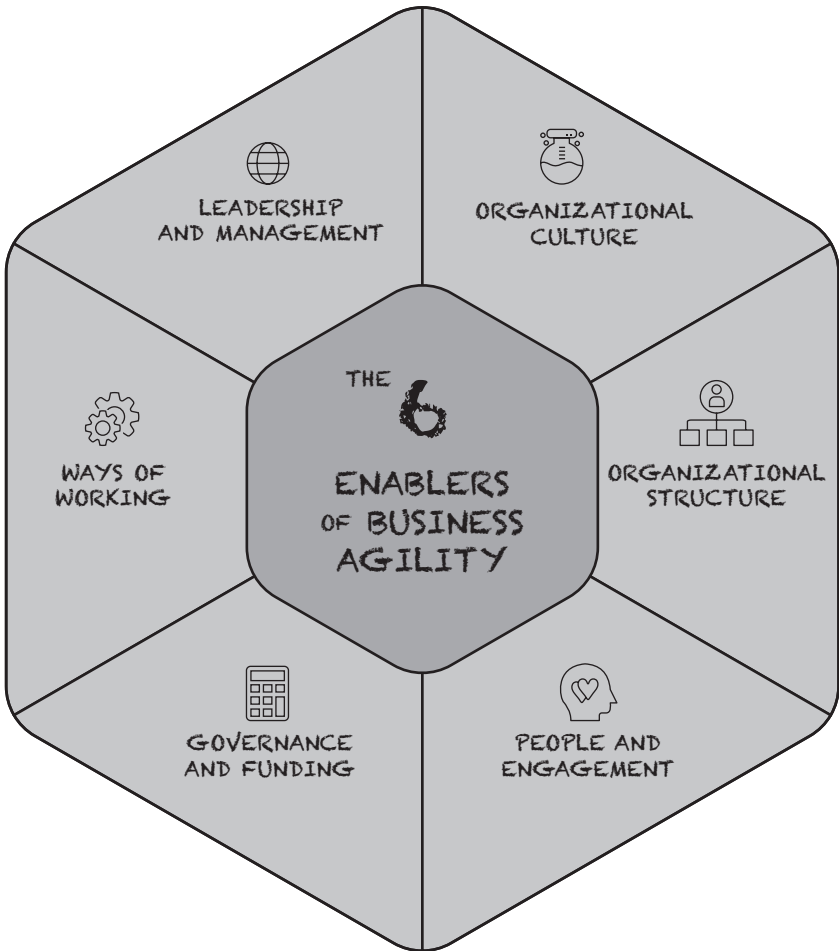 LEADERSHIP
AND MANAGEMENT
ORGANIZATIONAL
CULTURE
WAYS OF
WORKING
THE 6
ENABLERS
OF BUSINESS
AGILITY
ORGANIZATIONAL
STRUCTURE
GOVERNANCE
AND FUNDING
PEOPLE AND
ENGAGEMENT